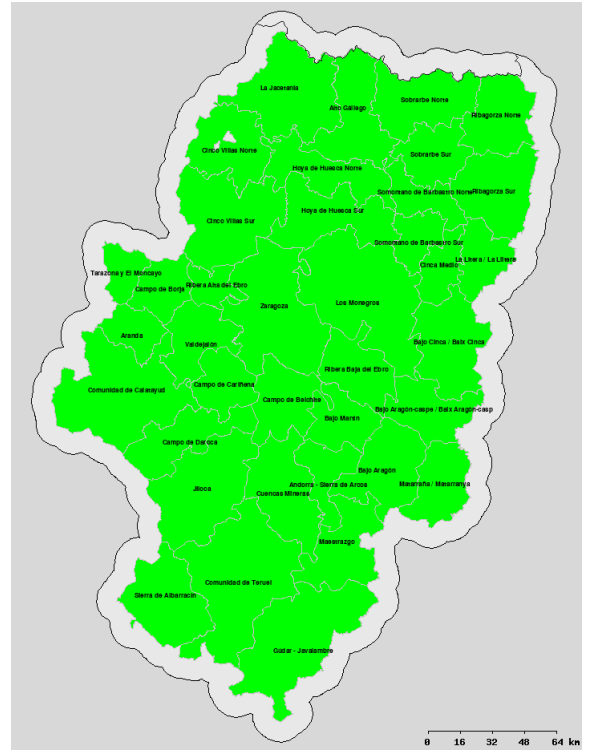 La Jacetania
Alto Gállego
Sobrarbe Norte
Ribagorza Norte
Cinco Villas Norte
Sobrarbe Sur
Hoya de Huesca Norte
Somontano de Barbastro Norte
Ribagorza Sur
Hoya de Huesca Sur
Cinco Villas Sur
Somontano de Barbastro Sur
La Litera / La Llitera
Cinca Medio
Tarazona y El Moncayo
Ribera Alta del Ebro
Campo de Borja
Zaragoza
Los Monegros
Aranda
Valdejalón
Bajo Cinca / Baix Cinca
Ribera Baja del Ebro
Comunidad de Calatayud
Campo de Cariñena
Campo de Belchite
Bajo Aragón-caspe / Baix Aragón-casp
Bajo Martín
Campo de Daroca
Bajo Aragón
Jiloca
Andorra - Sierra de Arcos
Matarraña / Matarranya
Cuencas Mineras
Maestrazgo
Comunidad de Teruel
Sierra de Albarracín
Gúdar - Javalambre
0 16 32 48 64 km